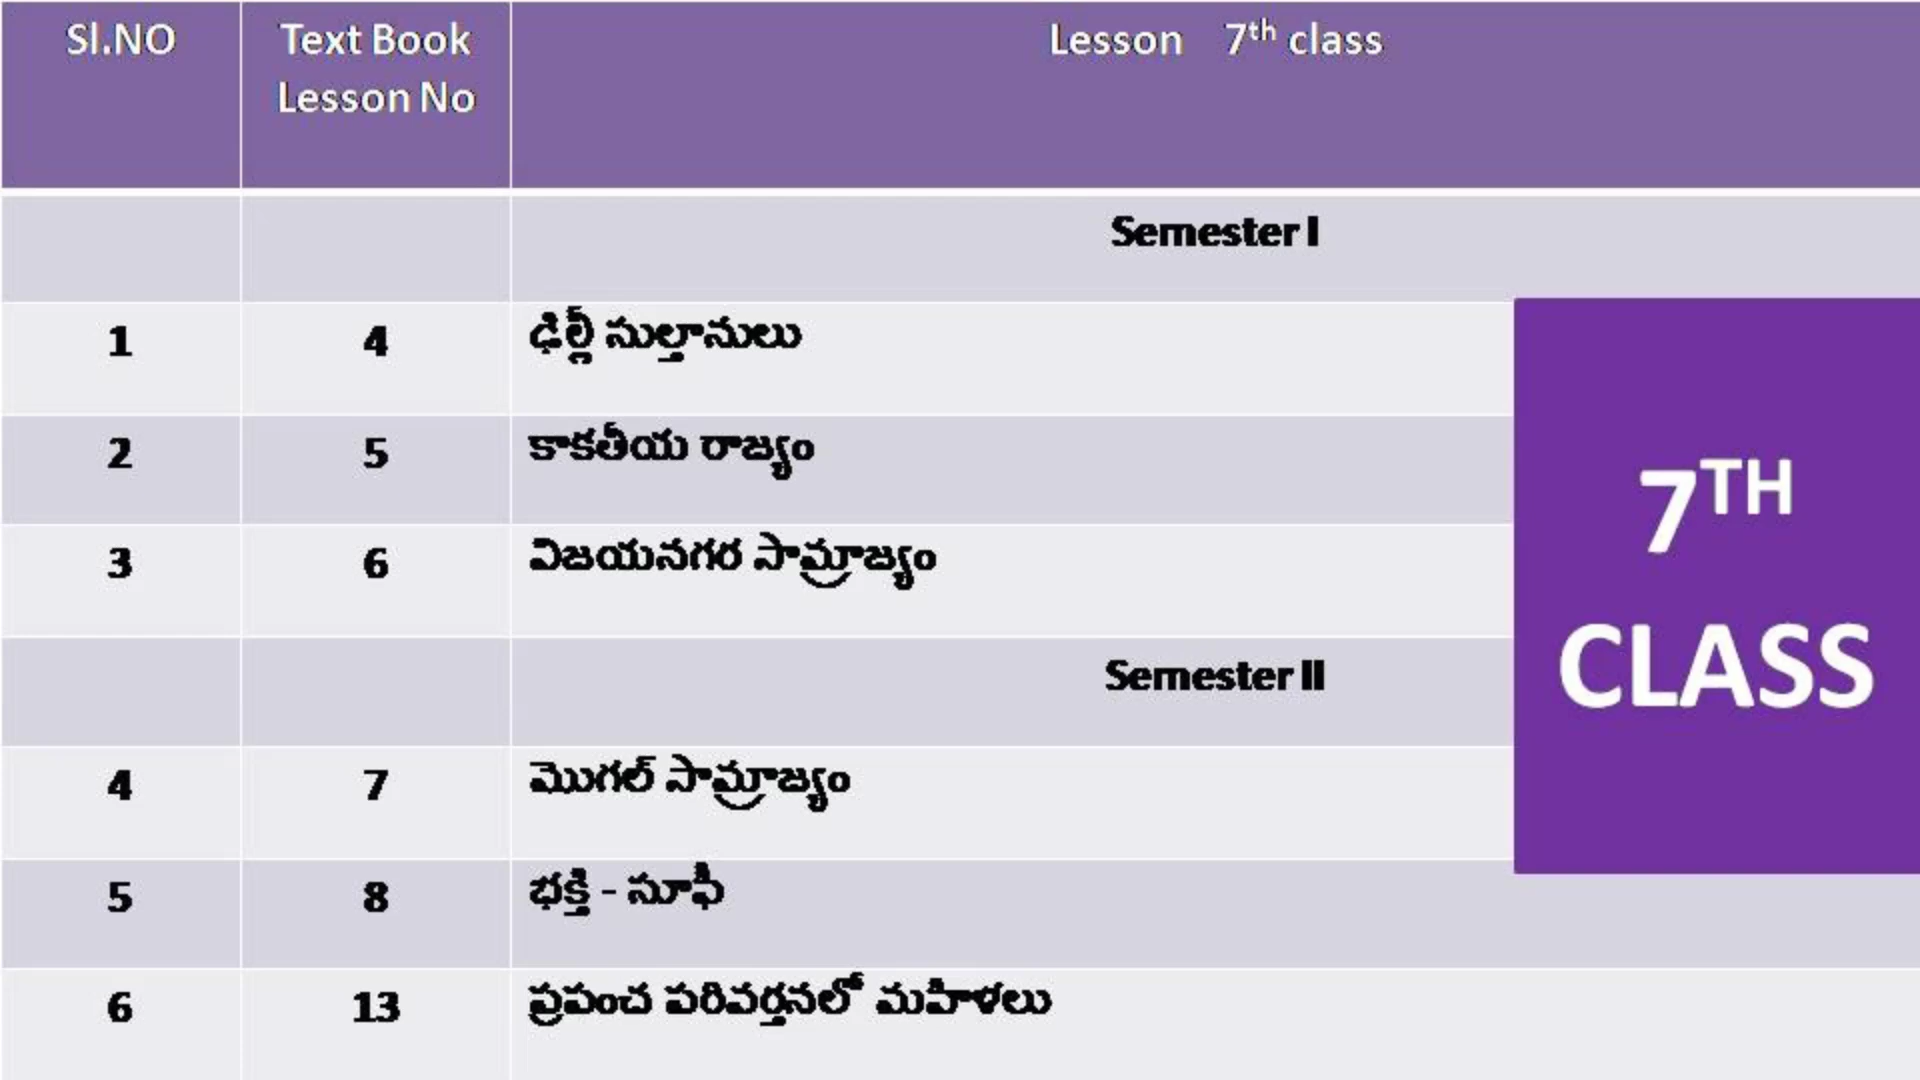 Sl.NO Text Book Lesson No Lesson 7th class
Semester I
1 4 ఢిల్లీ సుల్తానులు
2 5 కాకతీయ రాజ్యం
3 6 విజయనగర సామ్రాజ్యం
7TH
CLASS
Semester II
4 7 మొగల్ సామ్రాజ్యం
5 8 భక్తి - సూఫీ
6 13 ప్రపంచ పరివర్తనలో మహిళలు